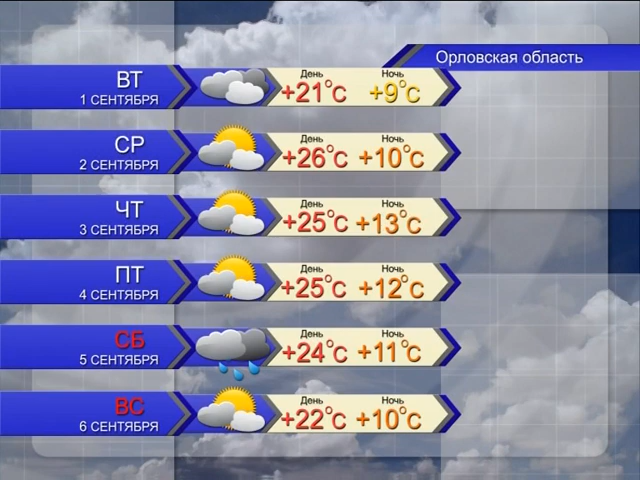 Орловская область
ВТ
1 СЕНТЯБРЯ
День Ночь
+21°C +9°C
СР
2 СЕНТЯБРЯ
День Ночь
+26°C +10°C
ЧТ
3 СЕНТЯБРЯ
День Ночь
+25°C +13°C
ПТ
4 СЕНТЯБРЯ
День Ночь
+25°C +12°C
СБ
5 СЕНТЯБРЯ
День Ночь
+24°C +11°C
ВС
6 СЕНТЯБРЯ
День Ночь
+22°C +10°C